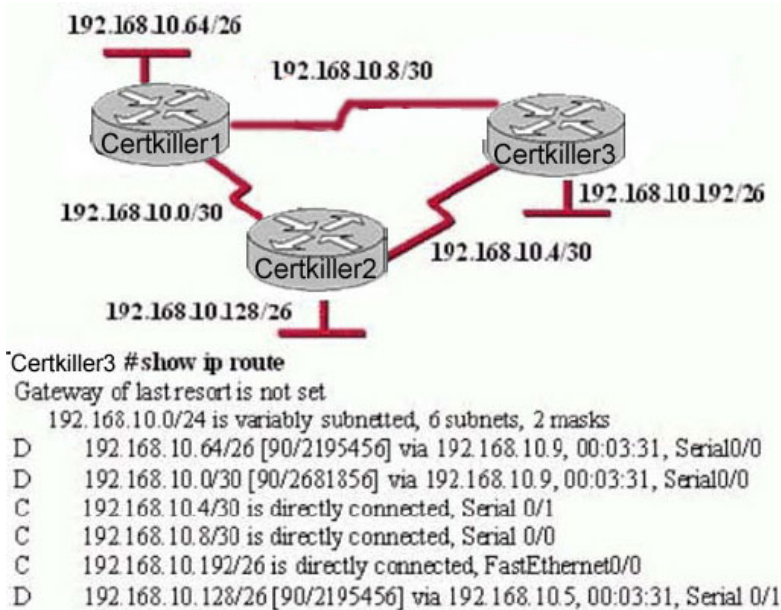 192.168.10.64/26
192.168.10.8/30
Certkiller1
Certkiller3
192.168.10.192/26
192.168.10.0/30
192.168.10.4/30
Certkiller2
192.168.10.128/26
Certkiller3 #show ip route
Gateway of last resort is not set
192.168.10.0/24 is variably subnetted, 6 subnets, 2 masks
D 192.168.10.64/26 [90/2195456] via 192.168.10.9, 00:03:31, Serial0/0
D 192.168.10.0/30 [90/2681856] via 192.168.10.9, 00:03:31, Serial0/0
C 192.168.10.4/30 is directly connected, Serial 0/1
C 192.168.10.8/30 is directly connected, Serial 0/0
C 192.168.10.192/26 is directly connected, FastEthernet0/0
D 192.168.10.128/26 [90/2195456] via 192.168.10.5, 00:03:31, Serial 0/1